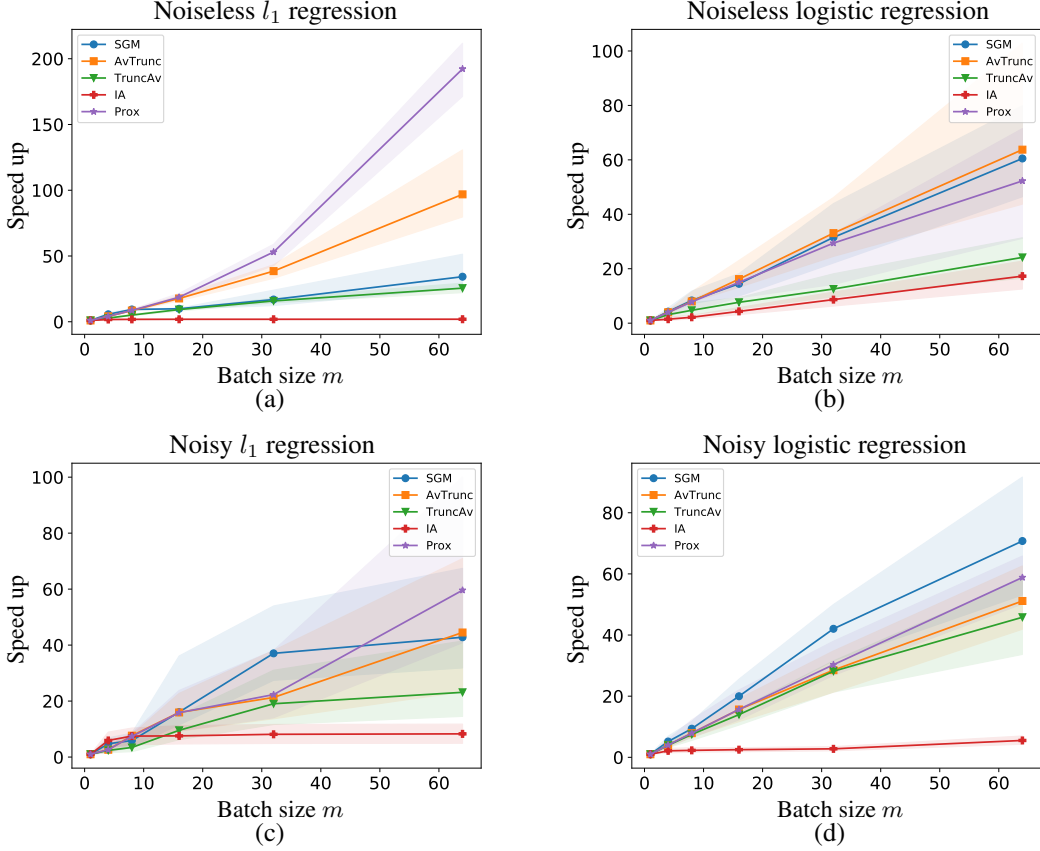 Noiseless l₁ regression
Speed up
200
150
100
50
0
SGM
AvTrunc
TruncAv
IA
Prox
0 10 20 30 40 50 60
Batch size m
(a)
Noiseless logistic regression
Speed up
100
80
60
40
20
0
SGM
AvTrunc
TruncAv
IA
Prox
0 10 20 30 40 50 60
Batch size m
(b)
Noisy l₁ regression
Speed up
100
80
60
40
20
0
SGM
AvTrunc
TruncAv
IA
Prox
0 10 20 30 40 50 60
Batch size m
(c)
Noisy logistic regression
Speed up
80
60
40
20
0
SGM
AvTrunc
TruncAv
IA
Prox
0 10 20 30 40 50 60
Batch size m
(d)